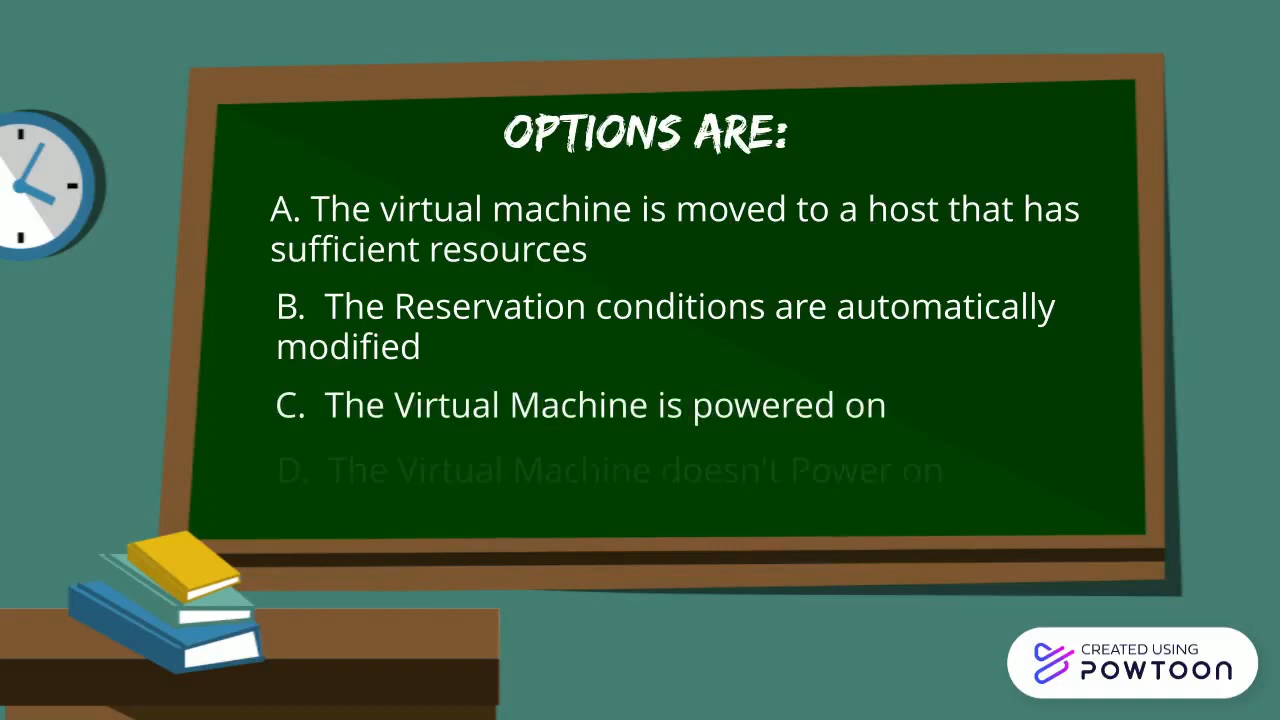 OPTIONS ARE:
A. The virtual machine is moved to a host that has
sufficient resources
B. The Reservation conditions are automatically
modified
C. The Virtual Machine is powered on
D. The Virtual Machine doesn't Power on
CREATED USING
POWTOON